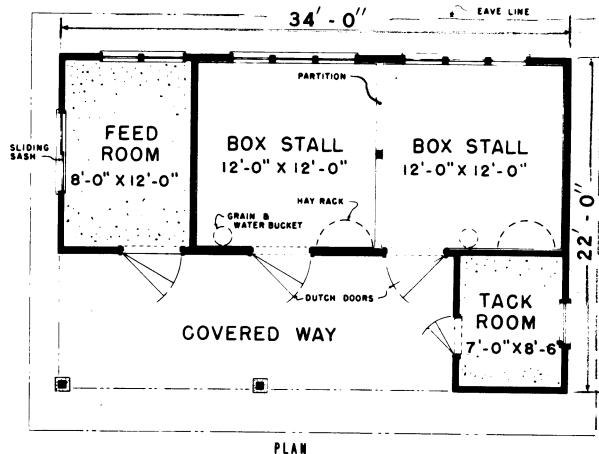 34'-0"
EAVE LINE
PARTITION
FEED
ROOM
8'-0" X 12'-0"
SLIDING
SASH
BOX STALL
12'-0" X 12'-0"
BOX STALL
12'-0" X 12'-0"
GRAIN &
WATER BUCKET
HAY RACK
22'-0"
DUTCH DOORS
COVERED WAY
TACK
ROOM
7'-0" X 8'-6
PLAN